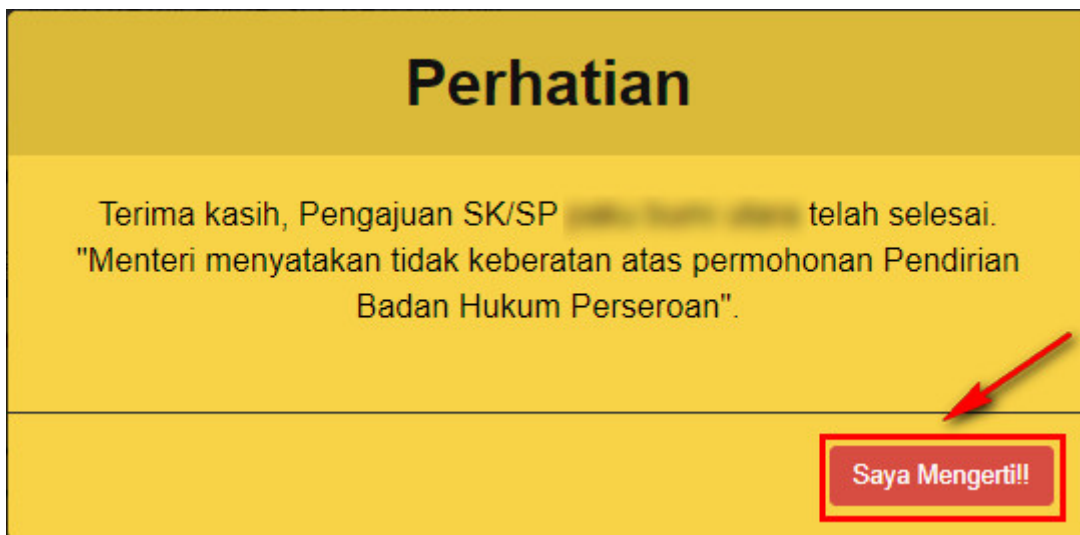 Perhatian
Terima kasih, Pengajuan SK/SP telah selesai.
"Menteri menyatakan tidak keberatan atas permohonan Pendirian
Badan Hukum Perseroan".
Saya Mengerti!!